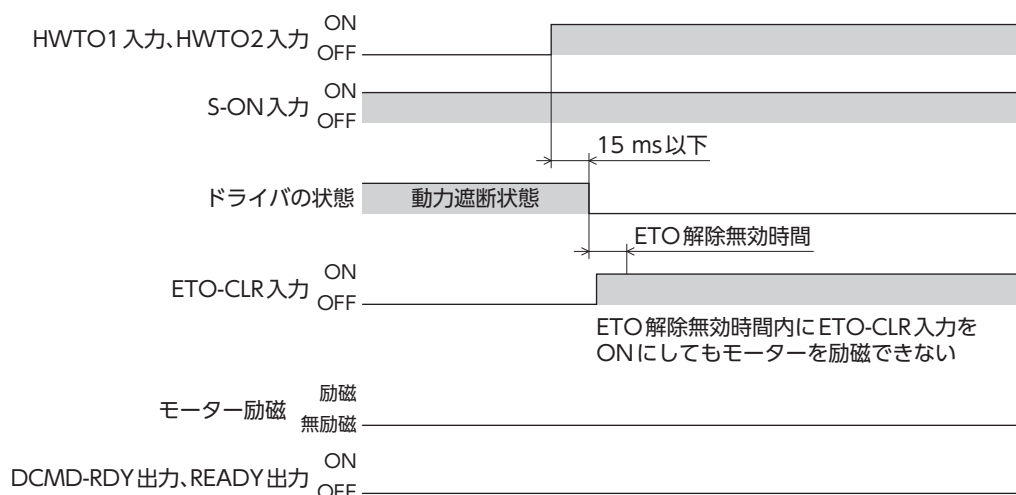 HWTO1入力、HWTO2入力
ON
OFF
S-ON入力
ON
OFF
15 ms以下
ドライバの状態
動力遮断状態
ETO解除無効時間
ETO-CLR入力
ON
OFF
ETO解除無効時間内にETO-CLR入力を
ONにしてもモーターを励磁できない
モーター励磁
励磁
無励磁
DCMD-RDY出力、READY出力
ON
OFF